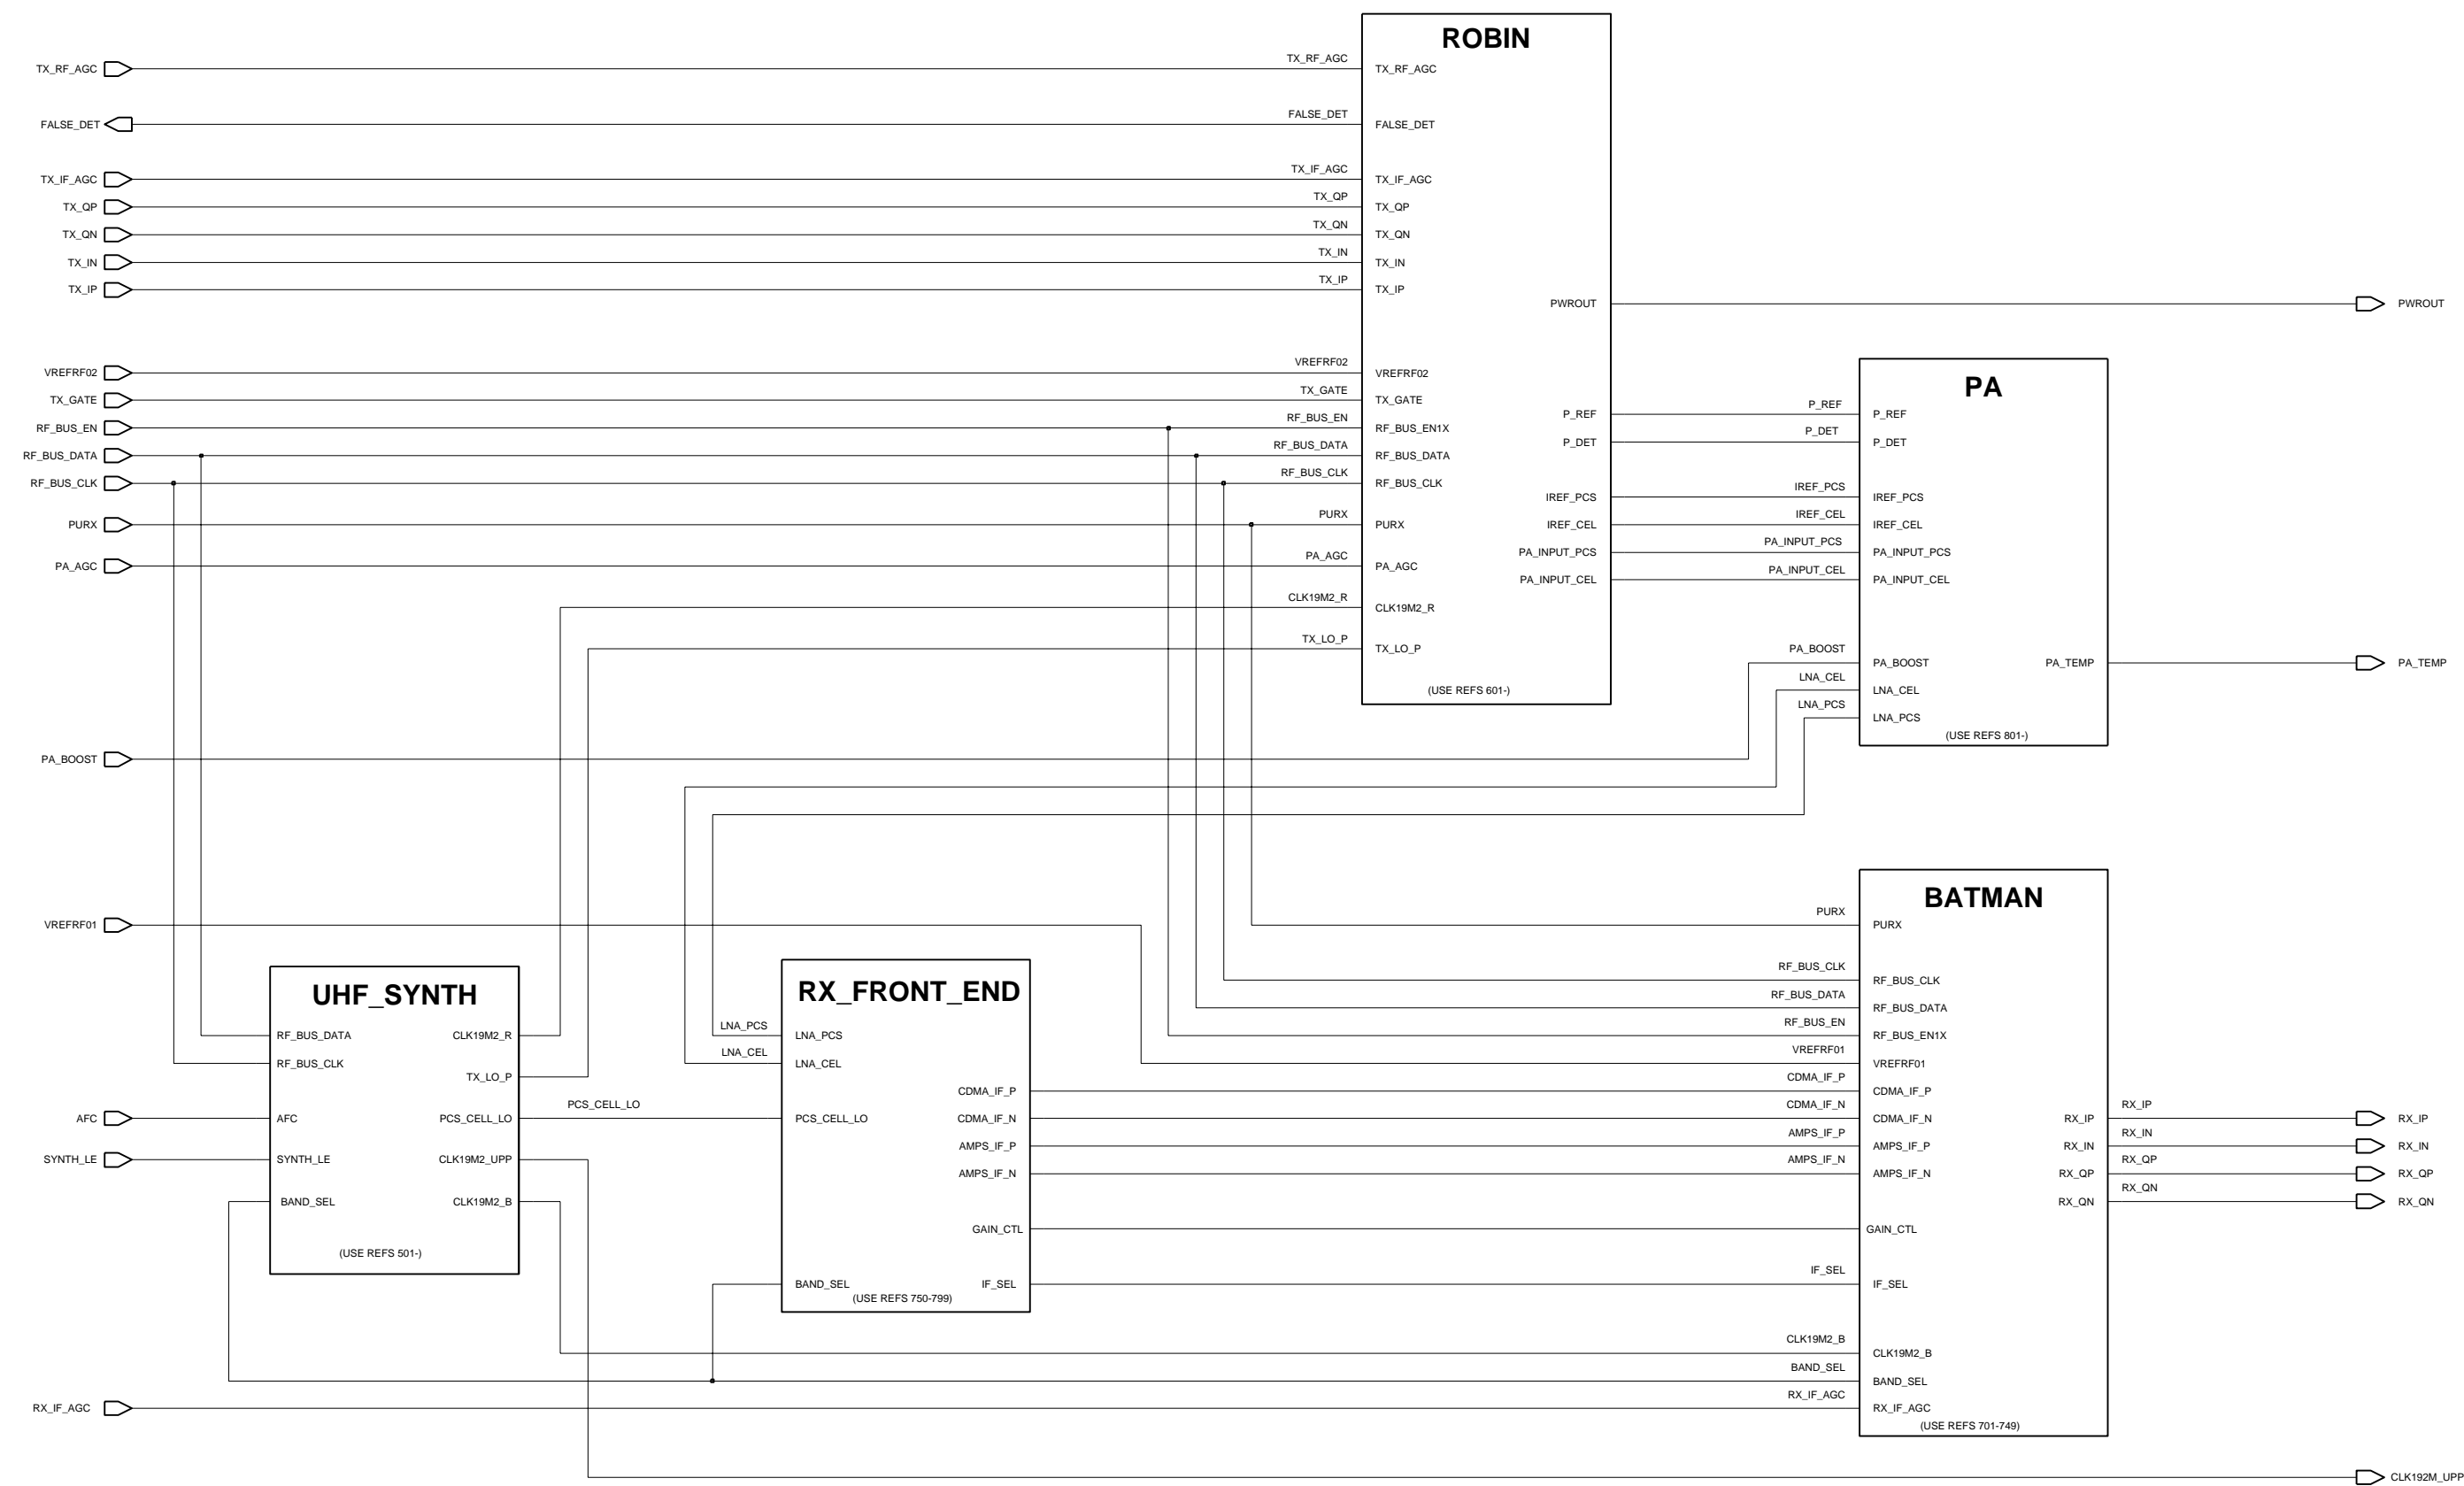 ROBIN
TX_RF_AGC
TX_RF_AGC
TX_RF_AGC
FALSE_DET
FALSE_DET
FALSE_DET
TX_IF_AGC
TX_IF_AGC
TX_IF_AGC
TX_QP
TX_QP
TX_QP
TX_QN
TX_QN
TX_QN
TX_IN
TX_IN
TX_IN
TX_IP
TX_IP
TX_IP
PWROUT
PWROUT
VREFRF02
VREFRF02
VREFRF02
TX_GATE
TX_GATE
TX_GATE
RF_BUS_EN
RF_BUS_EN
RF_BUS_EN1X
RF_BUS_DATA
RF_BUS_DATA
RF_BUS_DATA
RF_BUS_CLK
RF_BUS_CLK
RF_BUS_CLK
PURX
PURX
PURX
PA_AGC
PA_AGC
PA_AGC
CLK19M2_R
CLK19M2_R
TX_LO_P
TX_LO_P
(USE REFS 601-)
P_REF
P_DET
IREF_PCS
IREF_CEL
PA_INPUT_PCS
PA_INPUT_CEL
PA
P_REF
P_REF
P_DET
P_DET
IREF_PCS
IREF_PCS
IREF_CEL
IREF_CEL
PA_INPUT_PCS
PA_INPUT_PCS
PA_INPUT_CEL
PA_INPUT_CEL
PA_BOOST
PA_BOOST
PA_TEMP
PA_TEMP
LNA_CEL
LNA_CEL
LNA_PCS
LNA_PCS
(USE REFS 801-)
PA_BOOST
VREFRF01
UHF_SYNTH
RF_BUS_DATA
CLK19M2_R
RF_BUS_CLK
TX_LO_P
AFC
AFC
PCS_CELL_LO
PCS_CELL_LO
SYNTH_LE
SYNTH_LE
CLK19M2_UPP
BAND_SEL
CLK19M2_B
(USE REFS 501-)
RX_FRONT_END
LNA_PCS
LNA_PCS
LNA_CEL
LNA_CEL
CDMA_IF_P
PCS_CELL_LO
CDMA_IF_N
AMPS_IF_P
AMPS_IF_N
GAIN_CTL
BAND_SEL
IF_SEL
(USE REFS 750-799)
BATMAN
PURX
PURX
RF_BUS_CLK
RF_BUS_CLK
RF_BUS_DATA
RF_BUS_DATA
RF_BUS_EN
RF_BUS_EN1X
VREFRF01
VREFRF01
CDMA_IF_P
CDMA_IF_P
CDMA_IF_N
CDMA_IF_N
AMPS_IF_P
AMPS_IF_P
AMPS_IF_N
AMPS_IF_N
GAIN_CTL
IF_SEL
IF_SEL
CLK19M2_B
CLK19M2_B
BAND_SEL
BAND_SEL
RX_IF_AGC
RX_IF_AGC
RX_IF_AGC
(USE REFS 701-749)
RX_IP
RX_IP
RX_IP
RX_IN
RX_IN
RX_IN
RX_QP
RX_QP
RX_QP
RX_QN
RX_QN
RX_QN
CLK192M_UPP